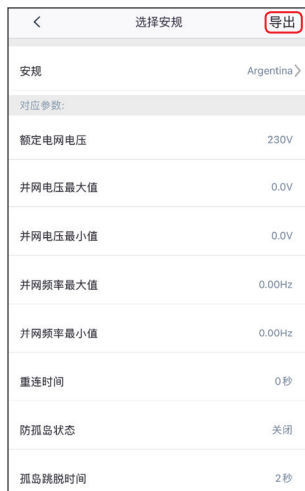 选择安规 导出
安规 Argentina
对应参数:
额定电网电压 230V
并网电压最大值 0.0V
并网电压最小值 0.0V
并网频率最大值 0.00Hz
并网频率最小值 0.00Hz
重连时间 0秒
防孤岛状态 关闭
孤岛跳脱时间 2秒